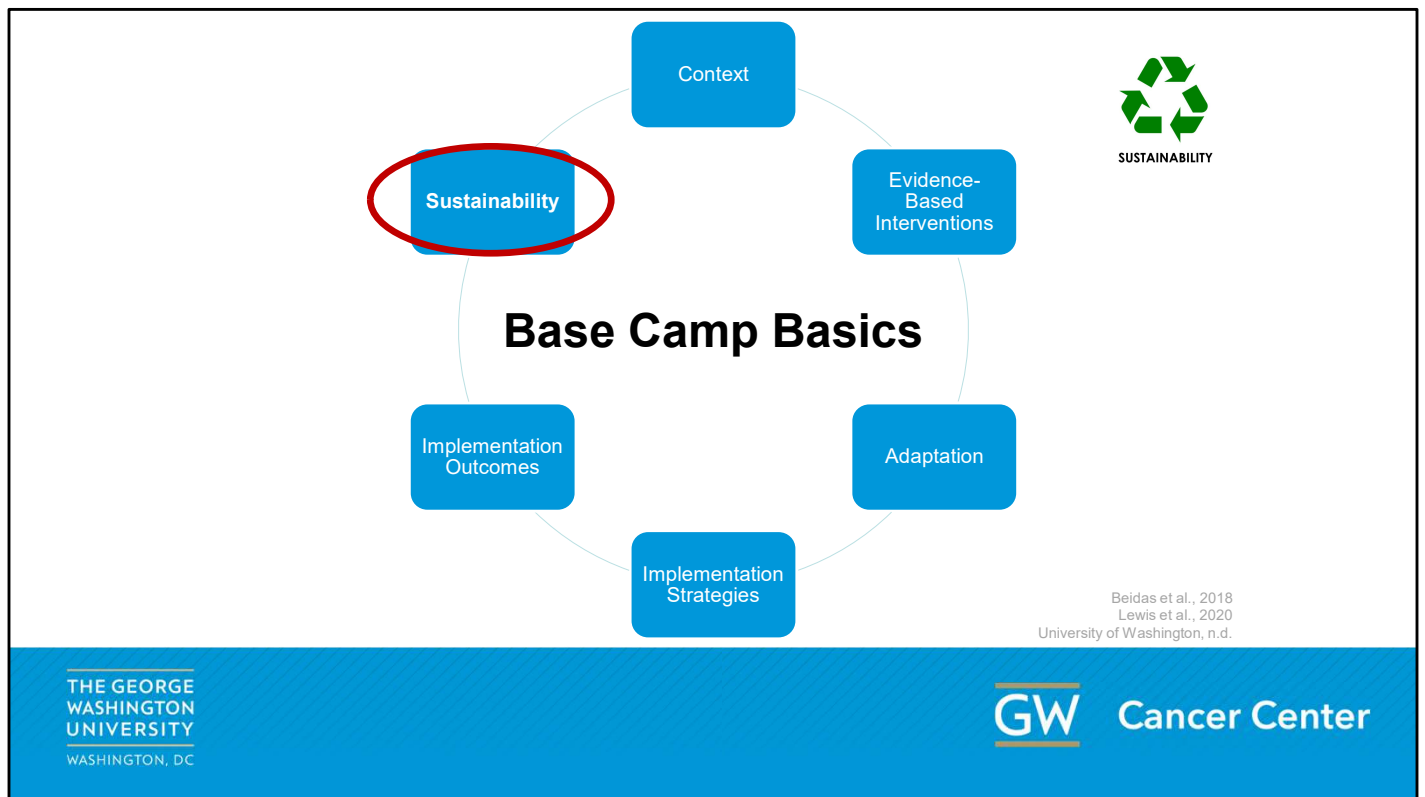 Context
SUSTAINABILITY
Sustainability
Evidence-
Based
Interventions
Base Camp Basics
Implementation
Outcomes
Adaptation
Implementation
Strategies
Beidas et al., 2018
Lewis et al., 2020
University of Washington, n.d.
THE GEORGE
WASHINGTON
UNIVERSITY
WASHINGTON, DC
GW Cancer Center